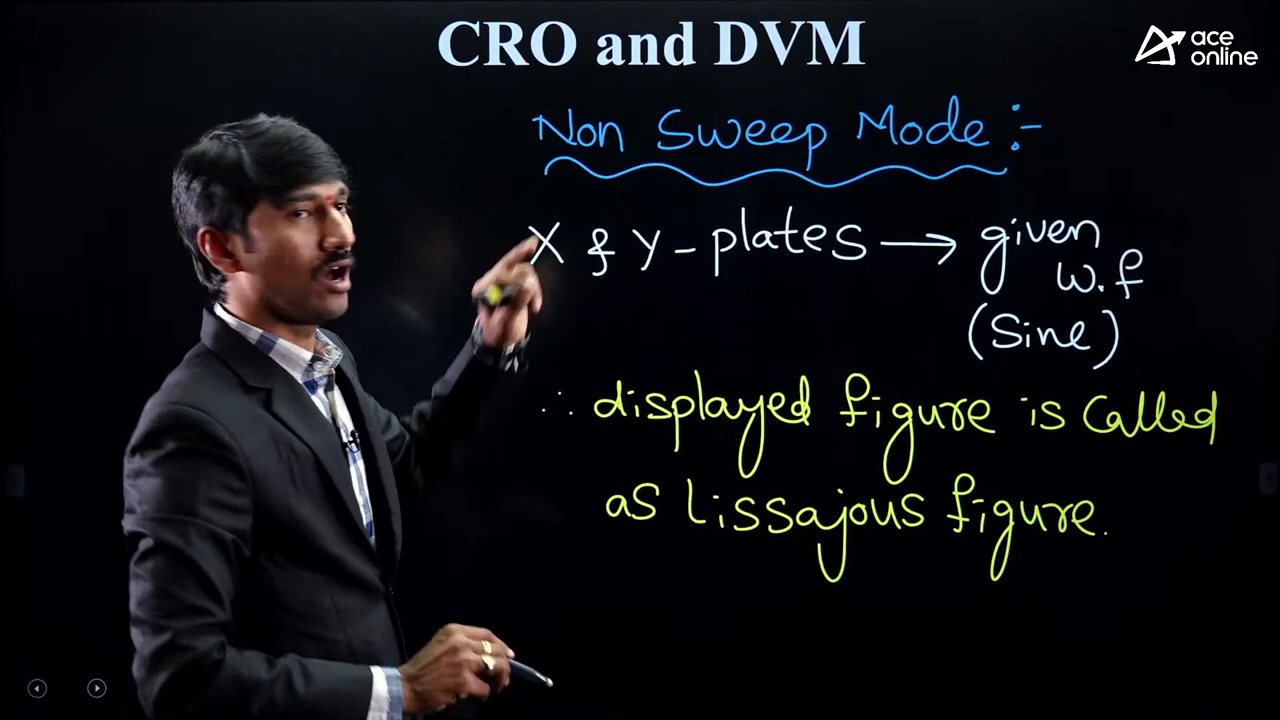 CRO and DVM
ace
online
Non Sweep Mode :-
X & Y - plates → given
w.f
(Sine)
∴ displayed figure is called
as lissajous figure.